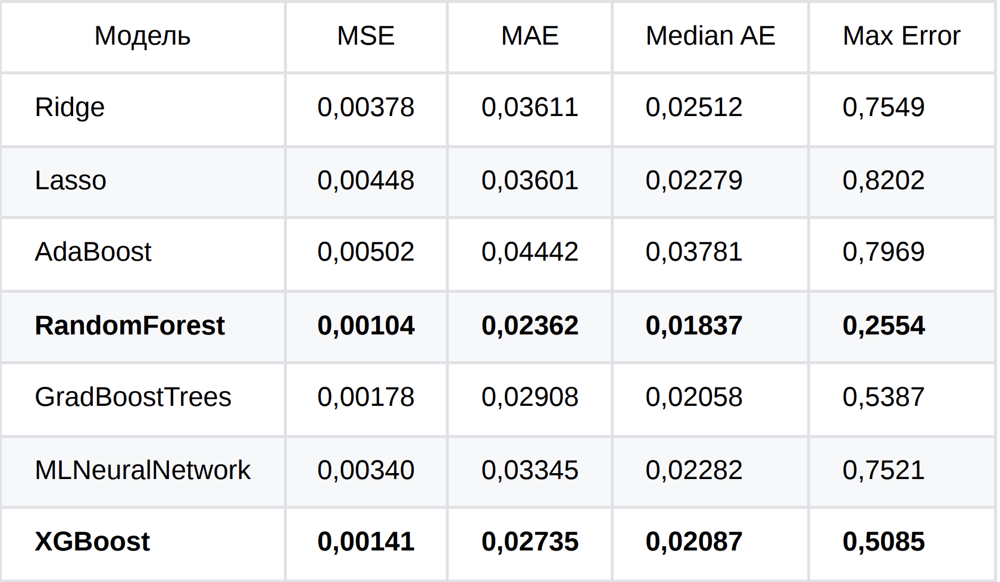 Модель MSE MAE Median AE Max Error
Ridge 0,00378 0,03611 0,02512 0,7549
Lasso 0,00448 0,03601 0,02279 0,8202
AdaBoost 0,00502 0,04442 0,03781 0,7969
RandomForest 0,00104 0,02362 0,01837 0,2554
GradBoostTrees 0,00178 0,02908 0,02058 0,5387
MLNeuralNetwork 0,00340 0,03345 0,02282 0,7521
XGBoost 0,00141 0,02735 0,02087 0,5085